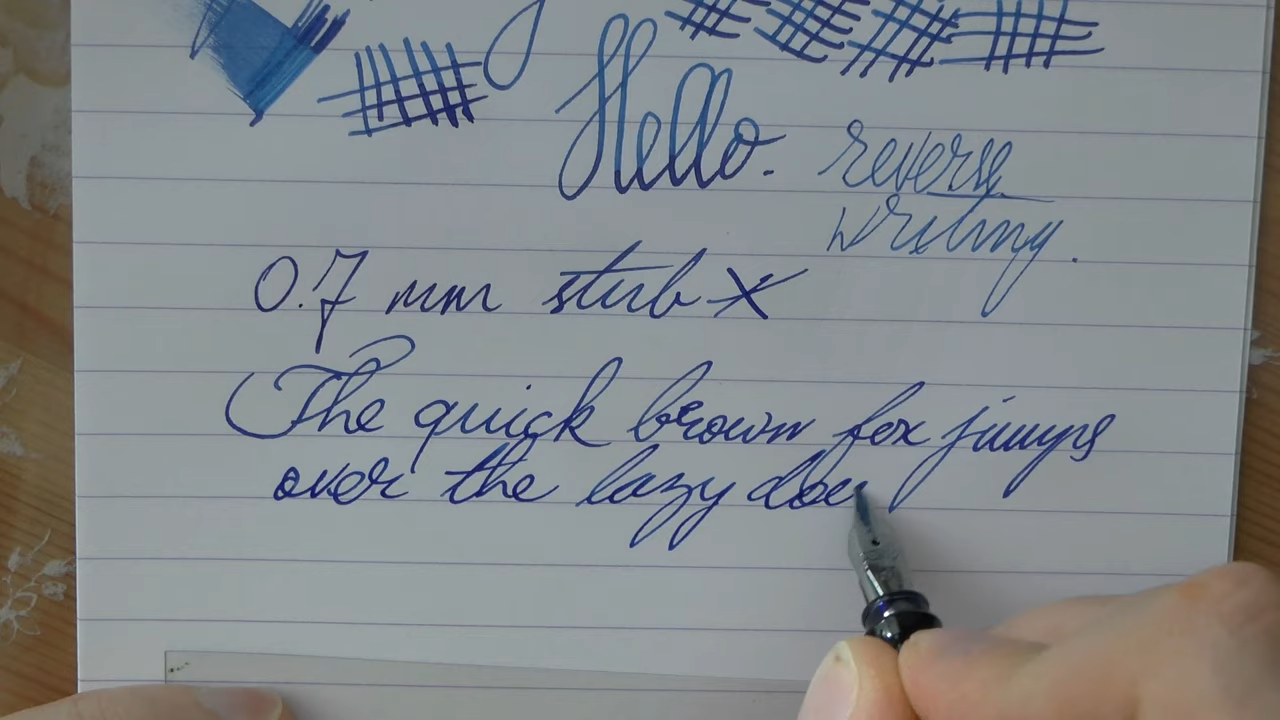 Hello.
reverse
writing.
0.7 mm stub X
The quick brown fox jumps
over the lazy dog